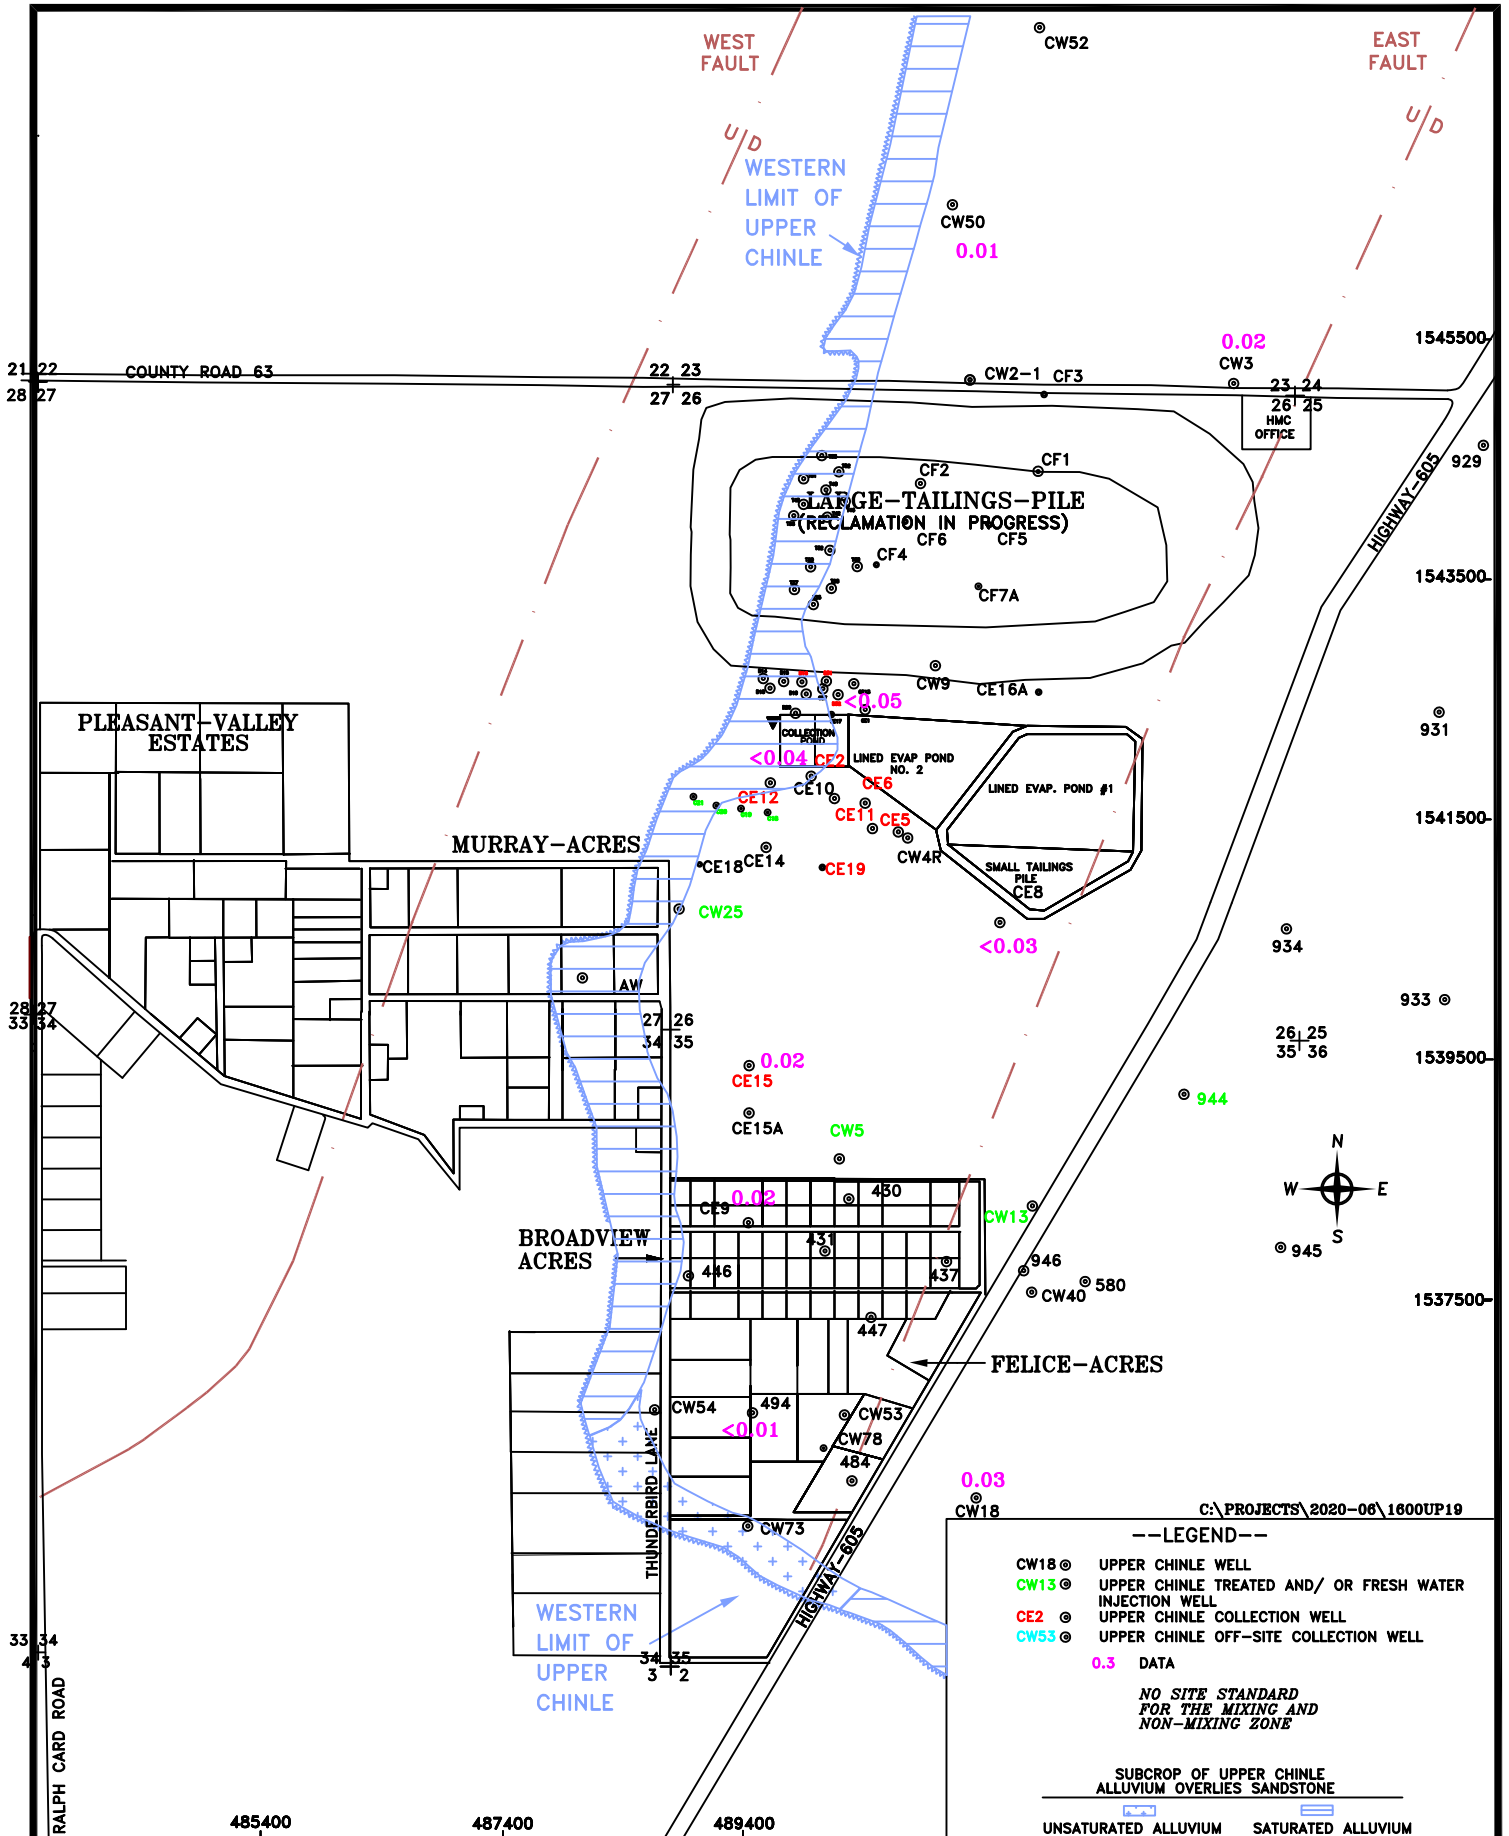 WEST
FAULT
EAST
FAULT
CW52
U/D
U/D
WESTERN
LIMIT OF
UPPER
CHINLE
CW50
0.01
0.02
CW3
1545500
21 22
28 27
COUNTY ROAD 63
22 23
27 26
CW2-1
CF3
23 24
26 25
HMC
OFFICE
929
HIGHWAY-605
CF2
CF1
LARGE-TAILINGS-PILE
(RECLAMATION IN PROGRESS)
CF6
CF5
CF4
CF7A
1543500
CW9
CE16A
<0.05
931
PLEASANT-VALLEY
ESTATES
COLLECTION
POND
<0.04
CE2
LINED EVAP POND
NO. 2
CE6
LINED EVAP. POND #1
CE10
CE12
CE11
CE5
1541500
MURRAY-ACRES
CE18
CE14
CE19
CW4R
SMALL TAILINGS
PILE
CE8
CW25
<0.03
934
AW
933
28 27
33 34
27 26
34 35
26 25
35 36
0.02
CE15
1539500
944
CE15A
CW5
N
W E
S
0.02
CE9
430
CW13
BROADVIEW
ACRES
431
437
446
946
945
580
CW40
1537500
447
FELICE-ACRES
CW54
494
CW53
<0.01
CW78
THUNDERBIRD LANE
484
0.03
CW18
CW73
HIGHWAY-605
C:\PROJECTS\2020-06\1600UP19
--LEGEND--
CW18 UPPER CHINLE WELL
CW13 UPPER CHINLE TREATED AND/ OR FRESH WATER
INJECTION WELL
CE2 UPPER CHINLE COLLECTION WELL
CW53 UPPER CHINLE OFF-SITE COLLECTION WELL
0.3 DATA
NO SITE STANDARD
FOR THE MIXING AND
NON-MIXING ZONE
WESTERN
LIMIT OF
UPPER
CHINLE
33 34
4 3
34 35
3 2
RALPH CARD ROAD
SUBCROP OF UPPER CHINLE
ALLUVIUM OVERLIES SANDSTONE
UNSATURATED ALLUVIUM SATURATED ALLUVIUM
485400
487400
489400